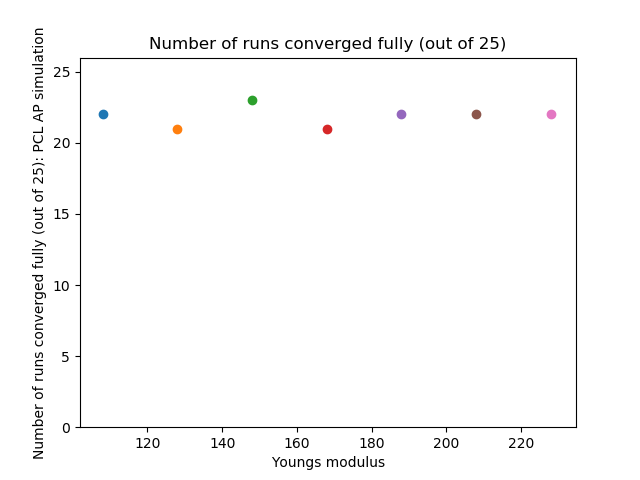 Number of runs converged fully (out of 25)
Number of runs converged fully (out of 25): PCL AP simulation
25
20
15
10
5
0
120 140 160 180 200 220
Youngs modulus